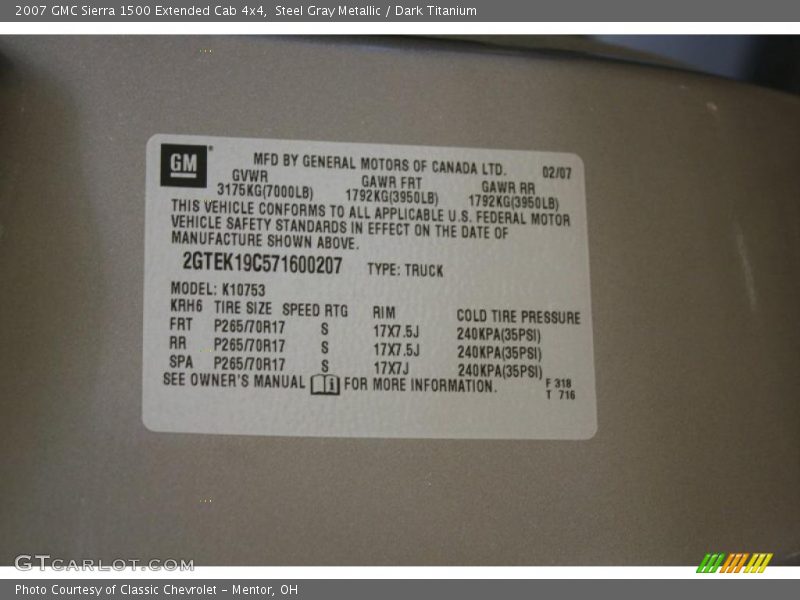 2007 GMC Sierra 1500 Extended Cab 4x4, Steel Gray Metallic / Dark Titanium
GM
MFD BY GENERAL MOTORS OF CANADA LTD. 02/07
GVWR GAWR FRT GAWR RR
3175KG(7000LB) 1792KG(3950LB) 1792KG(3950LB)
THIS VEHICLE CONFORMS TO ALL APPLICABLE U.S. FEDERAL MOTOR
VEHICLE SAFETY STANDARDS IN EFFECT ON THE DATE OF
MANUFACTURE SHOWN ABOVE.
2GTEK19C571600207 TYPE: TRUCK
MODEL: K10753
KRH6 TIRE SIZE SPEED RTG RIM COLD TIRE PRESSURE
FRT P265/70R17 S 17X7.5J 240KPA(35PSI)
RR P265/70R17 S 17X7.5J 240KPA(35PSI)
SPA P265/70R17 S 17X7J 240KPA(35PSI)
SEE OWNER'S MANUAL FOR MORE INFORMATION. F 318
T 716
GTCARLOT.COM
Photo Courtesy of Classic Chevrolet - Mentor, OH